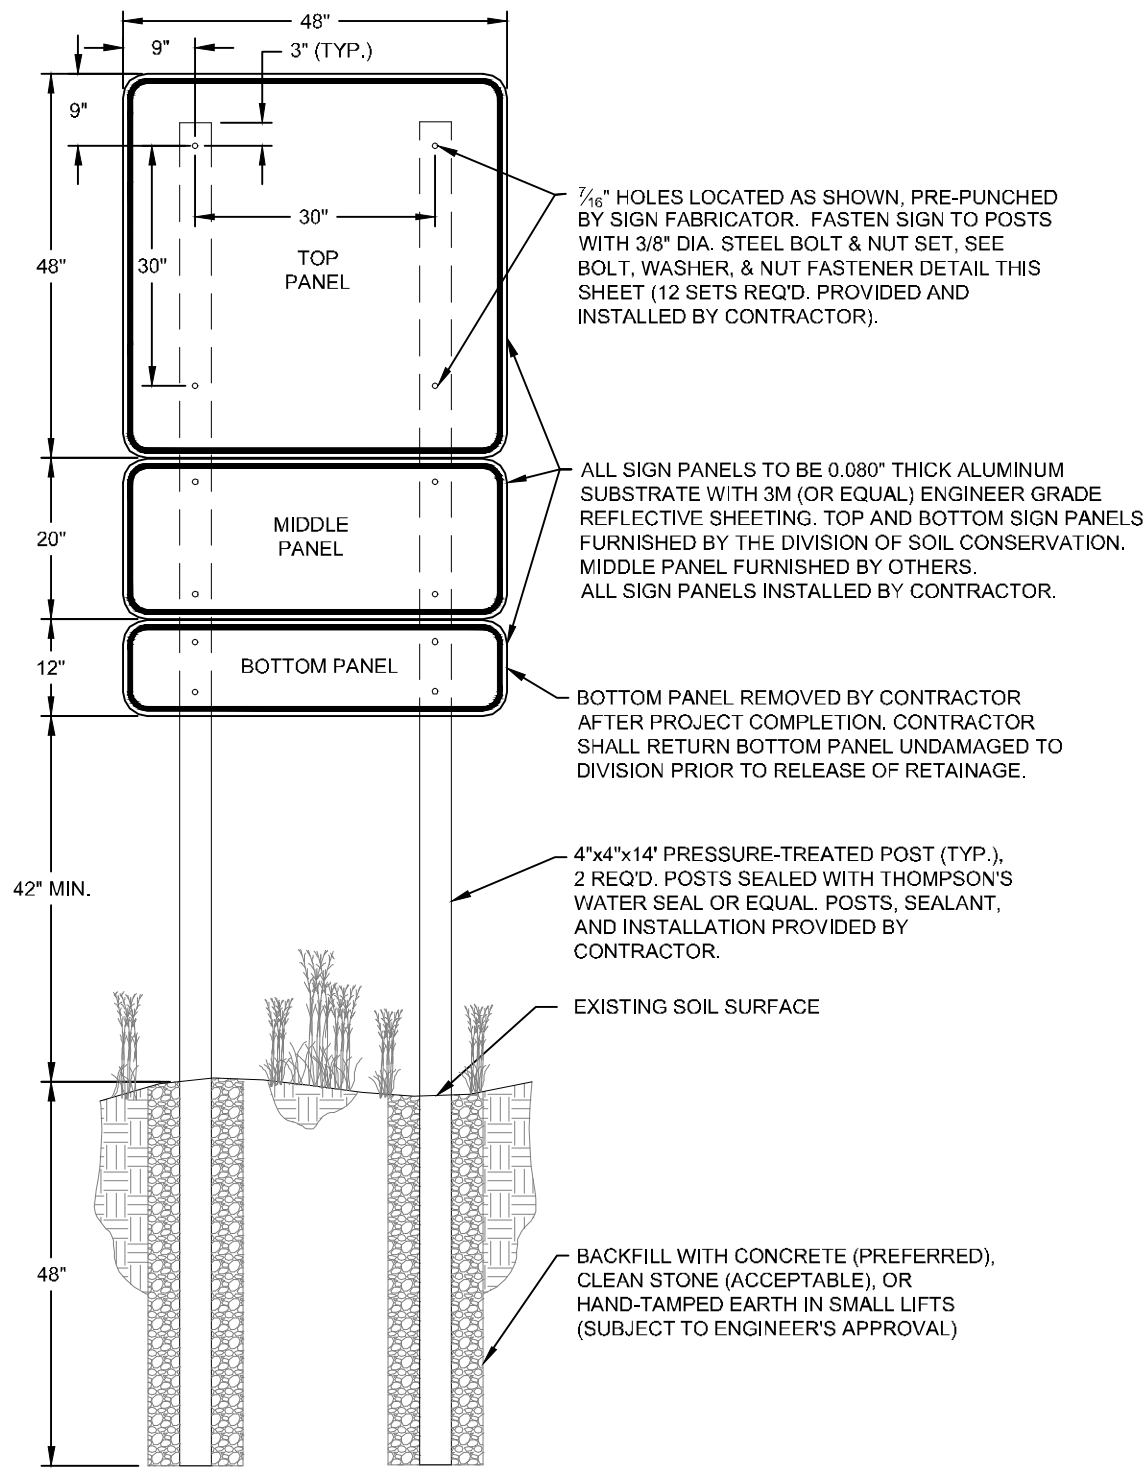 48"
9"
3" (TYP.)
9"
30"
48"
30"
TOP
PANEL
⁷⁄₁₆" HOLES LOCATED AS SHOWN, PRE-PUNCHED
BY SIGN FABRICATOR. FASTEN SIGN TO POSTS
WITH 3/8" DIA. STEEL BOLT & NUT SET, SEE
BOLT, WASHER, & NUT FASTENER DETAIL THIS
SHEET (12 SETS REQ'D. PROVIDED AND
INSTALLED BY CONTRACTOR).
ALL SIGN PANELS TO BE 0.080" THICK ALUMINUM
SUBSTRATE WITH 3M (OR EQUAL) ENGINEER GRADE
REFLECTIVE SHEETING. TOP AND BOTTOM SIGN PANELS
FURNISHED BY THE DIVISION OF SOIL CONSERVATION.
MIDDLE PANEL FURNISHED BY OTHERS.
ALL SIGN PANELS INSTALLED BY CONTRACTOR.
20"
MIDDLE
PANEL
12"
BOTTOM PANEL
BOTTOM PANEL REMOVED BY CONTRACTOR
AFTER PROJECT COMPLETION. CONTRACTOR
SHALL RETURN BOTTOM PANEL UNDAMAGED TO
DIVISION PRIOR TO RELEASE OF RETAINAGE.
42" MIN.
4"x4"x14' PRESSURE-TREATED POST (TYP.),
2 REQ'D. POSTS SEALED WITH THOMPSON'S
WATER SEAL OR EQUAL. POSTS, SEALANT,
AND INSTALLATION PROVIDED BY
CONTRACTOR.
EXISTING SOIL SURFACE
48"
BACKFILL WITH CONCRETE (PREFERRED),
CLEAN STONE (ACCEPTABLE), OR
HAND-TAMPED EARTH IN SMALL LIFTS
(SUBJECT TO ENGINEER'S APPROVAL)